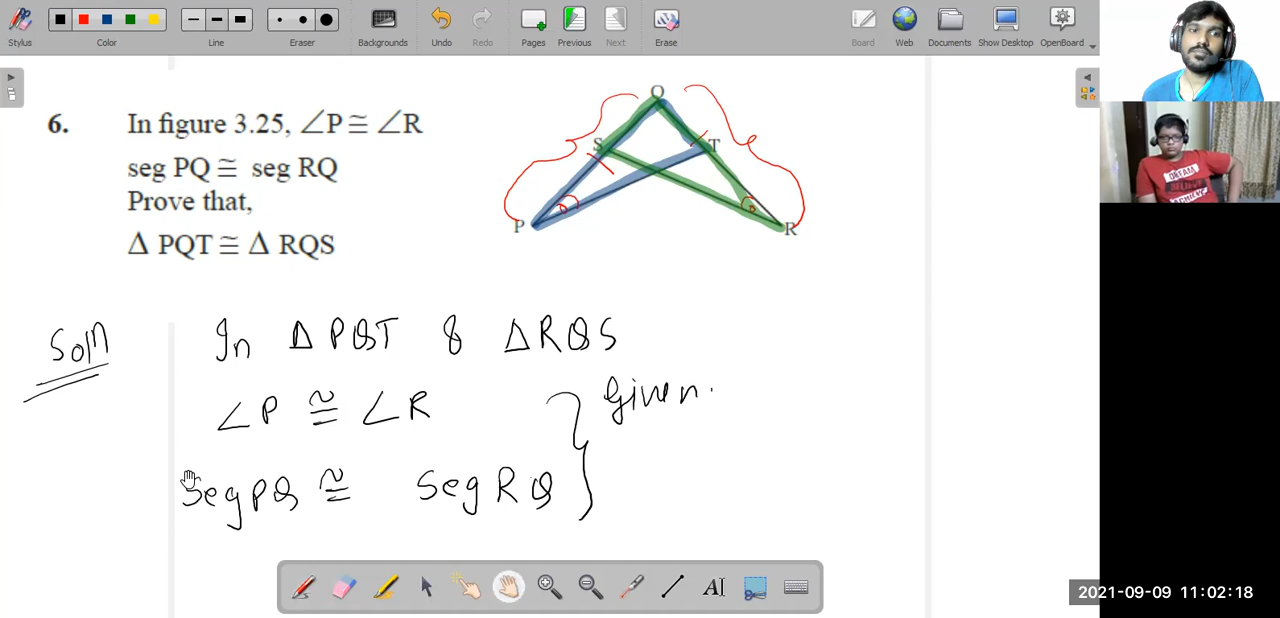 Stylus Color Line Eraser Backgrounds Undo Redo Pages Previous Next Erase Board Web Documents Show Desktop OpenBoard
6. In figure 3.25, ∠P ≅ ∠R
seg PQ ≅ seg RQ
Prove that,
Δ PQT ≅ Δ RQS
Q
S T
P R
Soln In Δ PQT & Δ RQS
∠P ≅ ∠R } Given.
Seg PQ ≅ Seg RQ
AI
2021-09-09 11:02:18